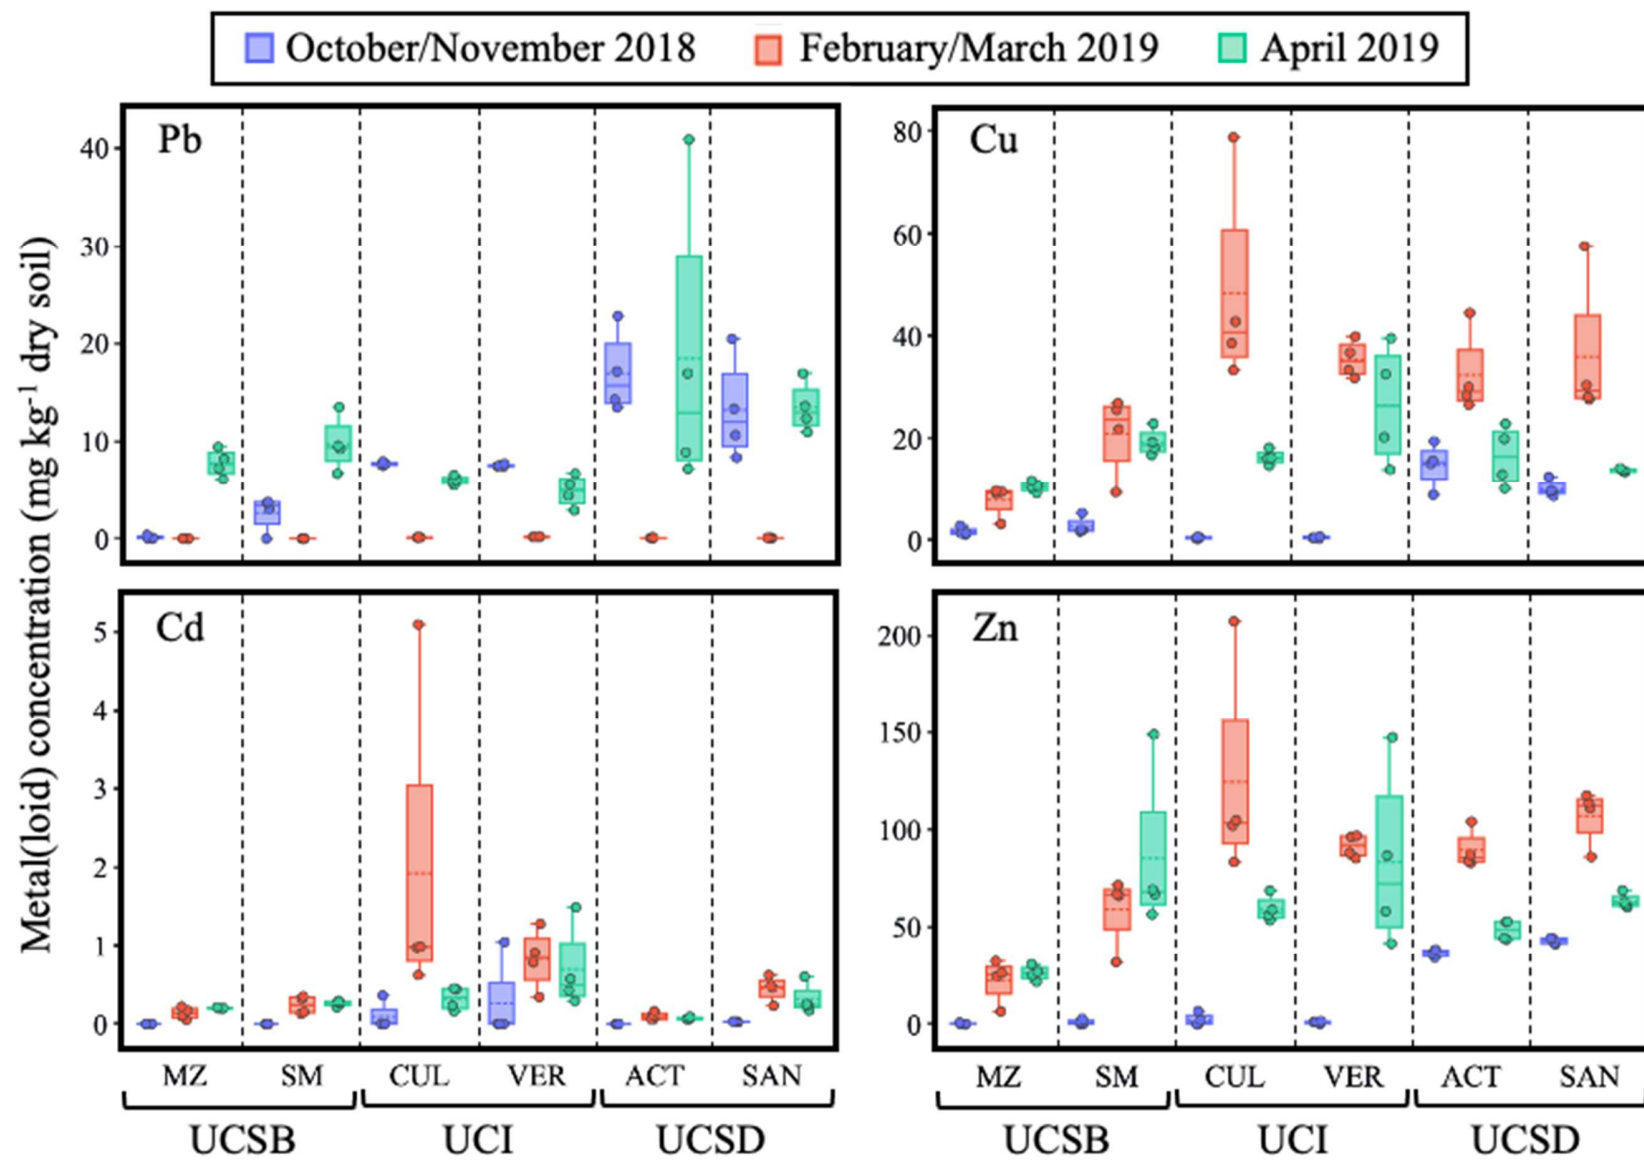 October/November 2018 February/March 2019 April 2019
Metal(loid) concentration (mg kg-1 dry soil)
Pb
40
30
20
10
0
Cu
80
60
40
20
0
Cd
5
4
3
2
1
0
Zn
200
150
100
50
0
MZ SM CUL VER ACT SAN
UCSB UCI UCSD
MZ SM CUL VER ACT SAN
UCSB UCI UCSD